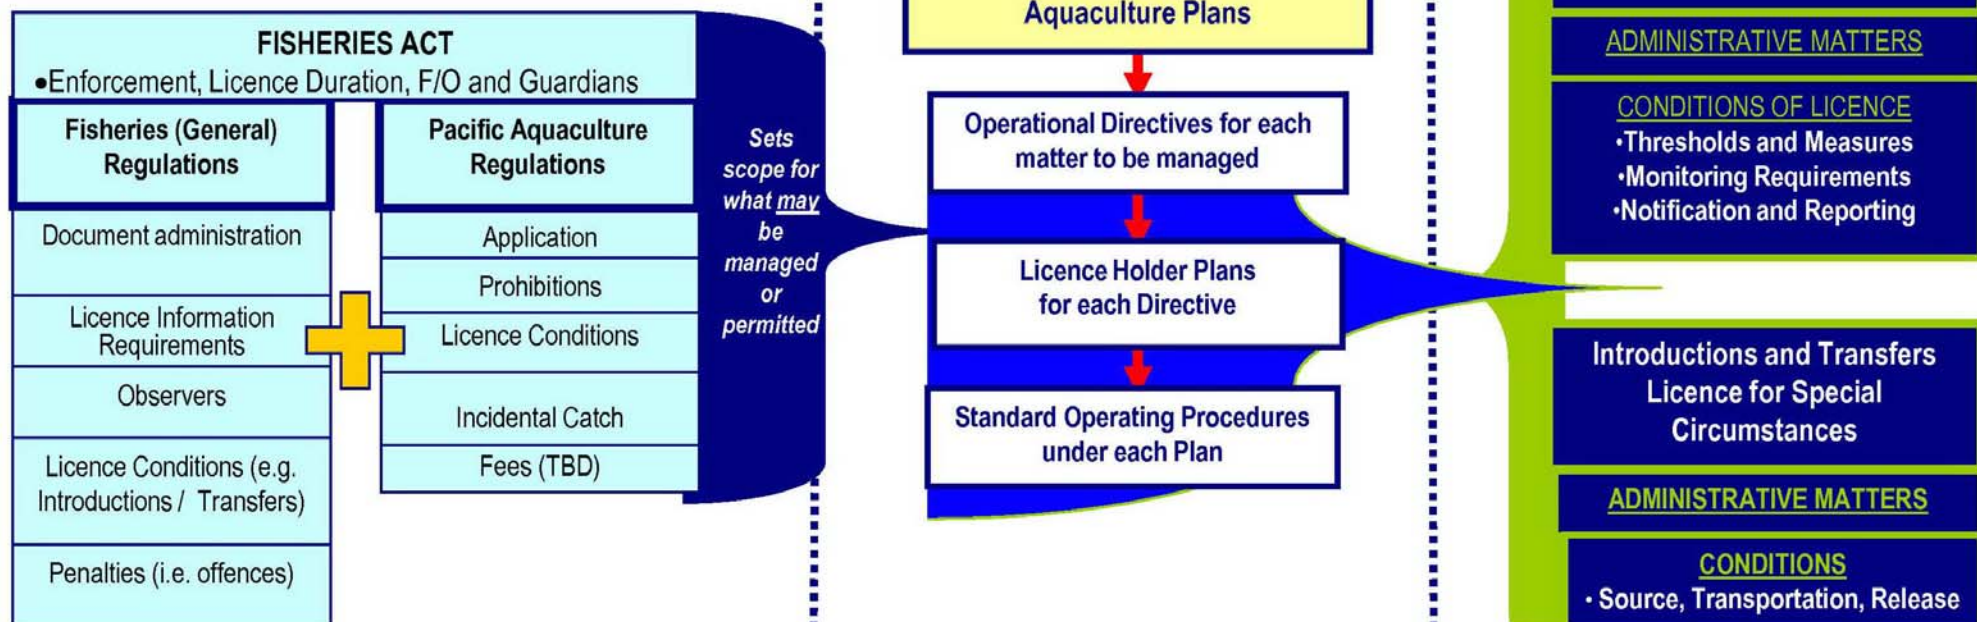 FISHERIES ACT
•Enforcement, Licence Duration, F/O and Guardians
Fisheries (General)
Regulations
Document administration
Licence Information
Requirements
Observers
Licence Conditions (e.g.
Introductions / Transfers)
Penalties (i.e. offences)
Pacific Aquaculture
Regulations
Application
Prohibitions
Licence Conditions
Incidental Catch
Fees (TBD)
Sets
scope for
what may
be
managed
or
permitted
Aquaculture Plans
Operational Directives for each
matter to be managed
Licence Holder Plans
for each Directive
Standard Operating Procedures
under each Plan
ADMINISTRATIVE MATTERS
CONDITIONS OF LICENCE
•Thresholds and Measures
•Monitoring Requirements
•Notification and Reporting
Introductions and Transfers
Licence for Special
Circumstances
ADMINISTRATIVE MATTERS
CONDITIONS
• Source, Transportation, Release